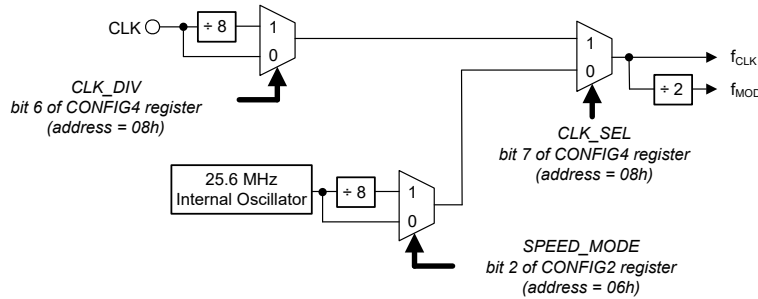 CLK
÷ 8
1
0
CLK_DIV
bit 6 of CONFIG4 register
(address = 08h)
1
0
fCLK
÷ 2
fMOD
CLK_SEL
bit 7 of CONFIG4 register
(address = 08h)
25.6 MHz
Internal Oscillator
÷ 8
1
0
SPEED_MODE
bit 2 of CONFIG2 register
(address = 06h)